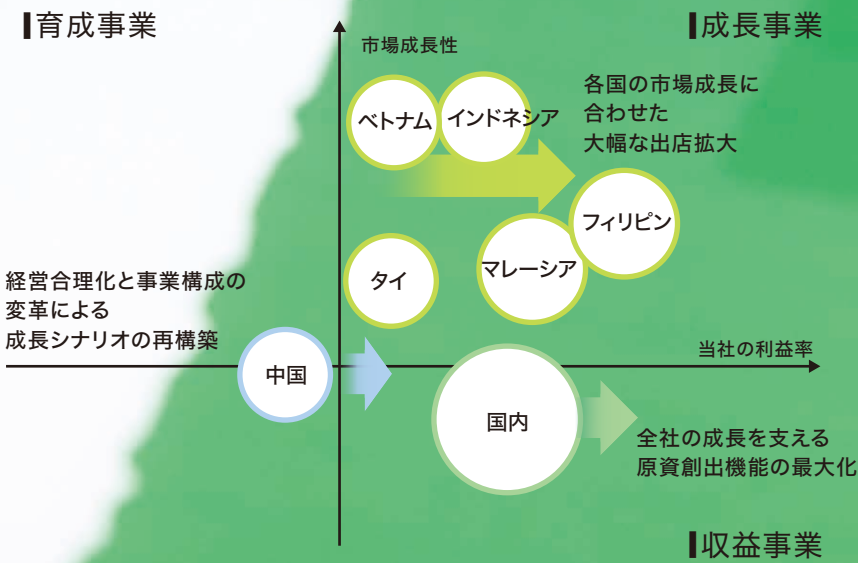 育成事業
成長事業
市場成長性
各国の市場成長に
合わせた
大幅な出店拡大
ベトナム
インドネシア
フィリピン
マレーシア
タイ
経営合理化と事業構成の
変革による
成長シナリオの再構築
当社の利益率
中国
国内
全社の成長を支える
原資創出機能の最大化
収益事業